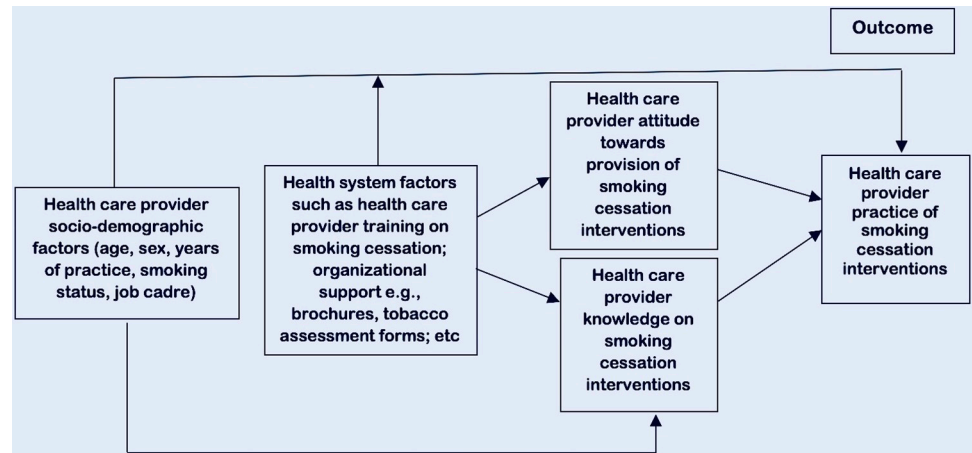 Outcome
Health care
provider attitude
towards
provision of
smoking
cessation
interventions
Health care provider
socio-demographic
factors (age, sex, years
of practice, smoking
status, job cadre)
Health system factors
such as health care
provider training on
smoking cessation;
organizational
support e.g.,
brochures, tobacco
assessment forms; etc
Health care
provider
practice of
smoking
cessation
interventions
Health care
provider
knowledge on
smoking
cessation
interventions